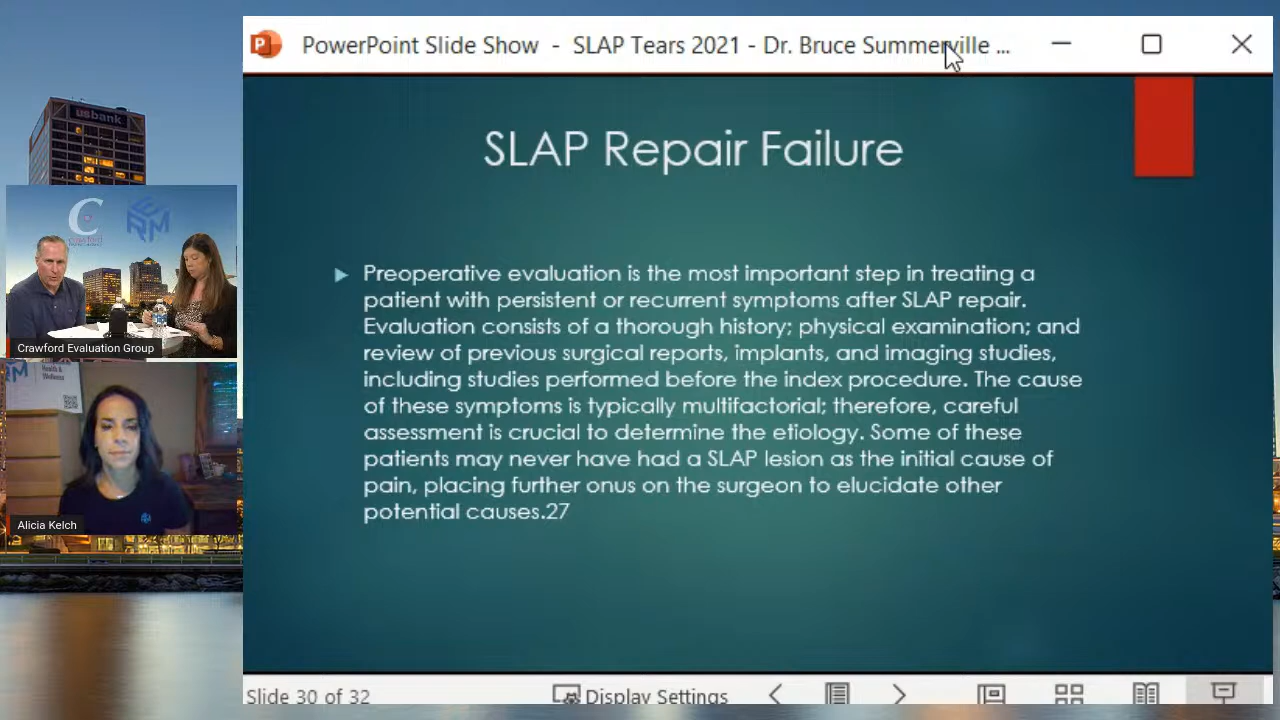 PowerPoint Slide Show - SLAP Tears 2021 - Dr. Bruce Summerville ...
usbank
SLAP Repair Failure
Preoperative evaluation is the most important step in treating a
patient with persistent or recurrent symptoms after SLAP repair.
Evaluation consists of a thorough history; physical examination; and
review of previous surgical reports, implants, and imaging studies,
including studies performed before the index procedure. The cause
of these symptoms is typically multifactorial; therefore, careful
assessment is crucial to determine the etiology. Some of these
patients may never have had a SLAP lesion as the initial cause of
pain, placing further onus on the surgeon to elucidate other
potential causes.27
C
Crawford
ERM
Crawford Evaluation Group
RM
Health &
Wellness
Alicia Kelch
Slide 30 of 32
Display Settings